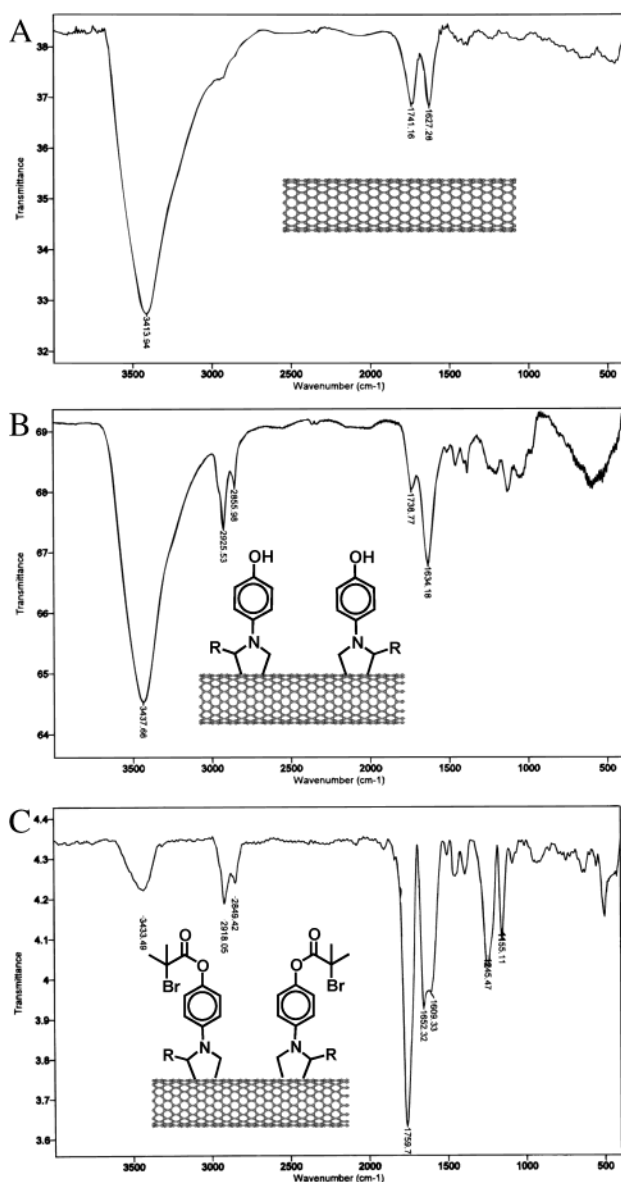 A
Transmittance
38
37
36
35
34
33
32
3413.94
1741.16
1627.26
3500
3000
2500
2000
1500
1000
500
Wavenumber (cm-1)
B
Transmittance
69
68
67
66
65
64
3437.66
2925.53
2855.98
1738.77
1634.18
OH
OH
N
N
R
R
3500
3000
2500
2000
1500
1000
500
Wavenumber (cm-1)
C
Transmittance
4.4
4.3
4.2
4.1
4
3.9
3.8
3.7
3.6
3433.49
2918.05
2849.42
1759.7
1652.32
1609.33
1245.47
1155.11
O
O
O
O
Br
Br
N
N
R
R
3500
3000
2500
2000
1500
1000
500
Wavenumber (cm-1)